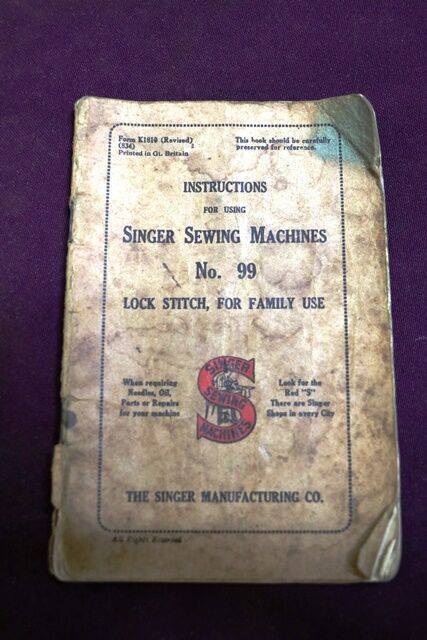 Form K1810 (Revised)
(836) 1
Printed in Gt. Britain
This book should be carefully
preserved for reference.
INSTRUCTIONS
FOR USING
SINGER SEWING MACHINES
No. 99
LOCK STITCH, FOR FAMILY USE
When requiring
Needles, Oil,
Parts or Repairs
for your machine
SINGER
SEWING
MACHINES
Look for the
Red "S"
There are Singer
Shops in every City
THE SINGER MANUFACTURING CO.
All Rights Reserved